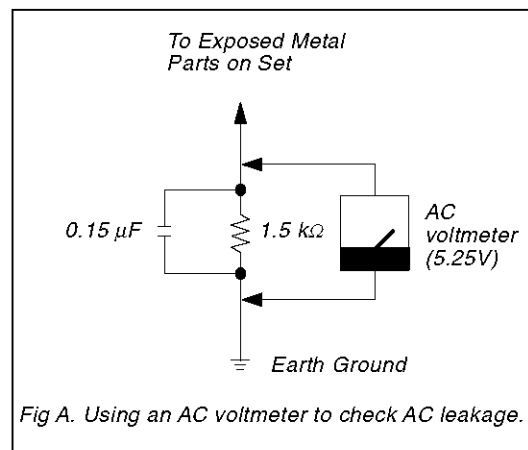 To Exposed Metal
Parts on Set
0.15 µF
1.5 kΩ
AC
voltmeter
(5.25V)
Earth Ground
Fig A. Using an AC voltmeter to check AC leakage.